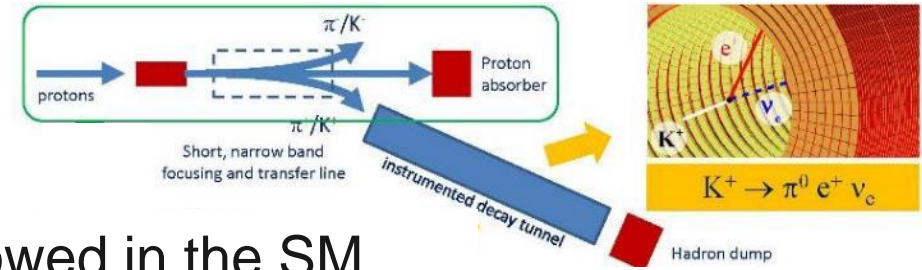 π⁻/K⁻
protons
Proton
absorber
π⁺/K⁺
Short, narrow band
focusing and transfer line
instrumented decay tunnel
Hadron dump
e⁺
K⁺
νₑ
K⁺ → π⁰ e⁺ νₑ
owed in the SM